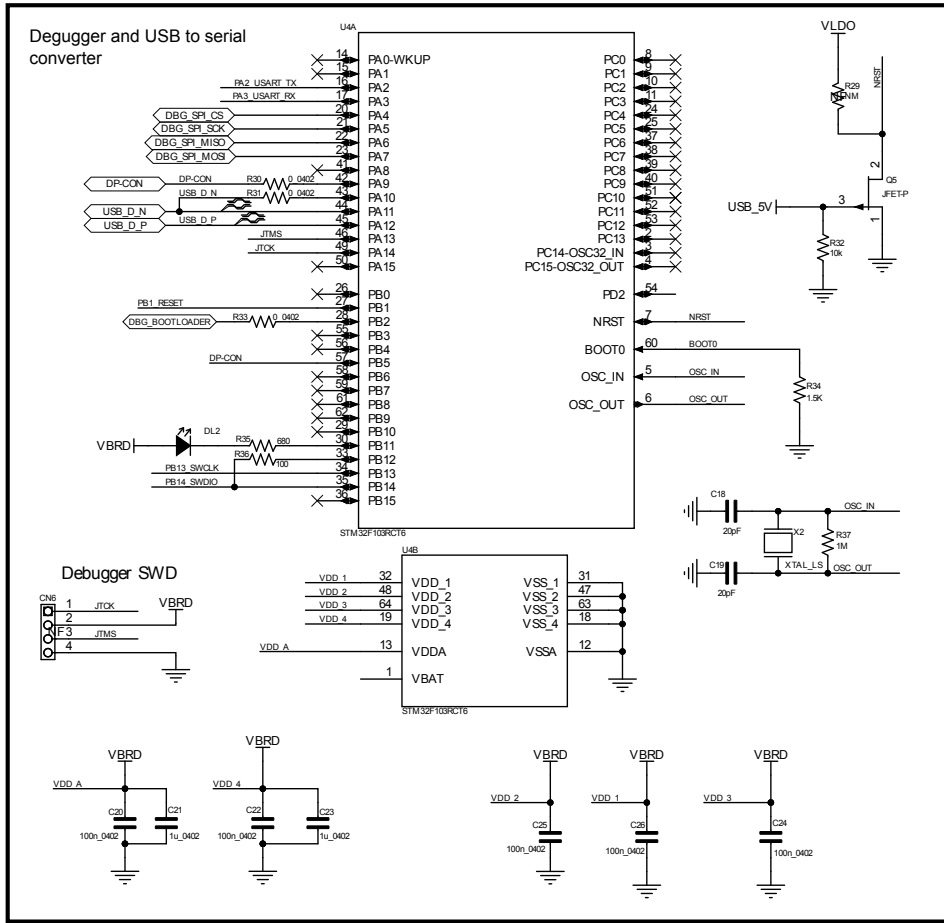 Degugger and USB to serial
converter
U4A
14 PA0-WKUP
15 PA1
PA2_USART_TX 16 PA2
PA3_USART_RX 17 PA3
DBG_SPI_CS 20 PA4
DBG_SPI_SCK 21 PA5
DBG_SPI_MISO 22 PA6
DBG_SPI_MOSI 23 PA7
41 PA8
DP-CON DP-CON R30 0_0402 42 PA9
USB_D_N R31 0_0402 43 PA10
USB_D_N 44 PA11
USB_D_P USB_D_P 45 PA12
JTMS 46 PA13
JTCK 49 PA14
50 PA15
26 PB0
PB1_RESET 27 PB1
DBG_BOOTLOADER R33 0_0402 28 PB2
55 PB3
56 PB4
DP-CON 57 PB5
58 PB6
59 PB7
61 PB8
62 PB9
29 PB10
VBRD DL2 R35 680 30 PB11
R36 100 33 PB12
PB13_SWCLK 34 PB13
PB14_SWDIO 35 PB14
36 PB15
STM32F103RCT6
PC0 8
PC1 9
PC2 10
PC3 11
PC4 24
PC5 25
PC6 37
PC7 38
PC8 39
PC9 40
PC10 51
PC11 52
PC12 53
PC13 2
PC14-OSC32_IN 3
PC15-OSC32_OUT 4
PD2 54
NRST 7 NRST
BOOT0 60 BOOT0
OSC_IN 5 OSC_IN
OSC_OUT 6 OSC_OUT
R34
1.5K
VLDO
R29
NRST
2
Q5
JFET-P
USB_5V 3
1
R32
10k
C18
20pF
OSC_IN
X2
XTAL_LS
R37
1M
C19
20pF
OSC_OUT
Debugger SWD
CN6
1 JTCK
2 VBRD
3 JTMS
4
NF
U4B
VDD_1 32 VDD_1 VSS_1 31
VDD_2 48 VDD_2 VSS_2 47
VDD_3 64 VDD_3 VSS_3 63
VDD_4 19 VDD_4 VSS_4 18
VDD_A 13 VDDA VSSA 12
1 VBAT
STM32F103RCT6
VBRD
VDD_A
C20
100n_0402
C21
1u_0402
VBRD
VDD_4
C22
100n_0402
C23
1u_0402
VBRD
VDD_2
C25
100n_0402
VBRD
VDD_1
C26
100n_0402
VBRD
VDD_3
C24
100n_0402